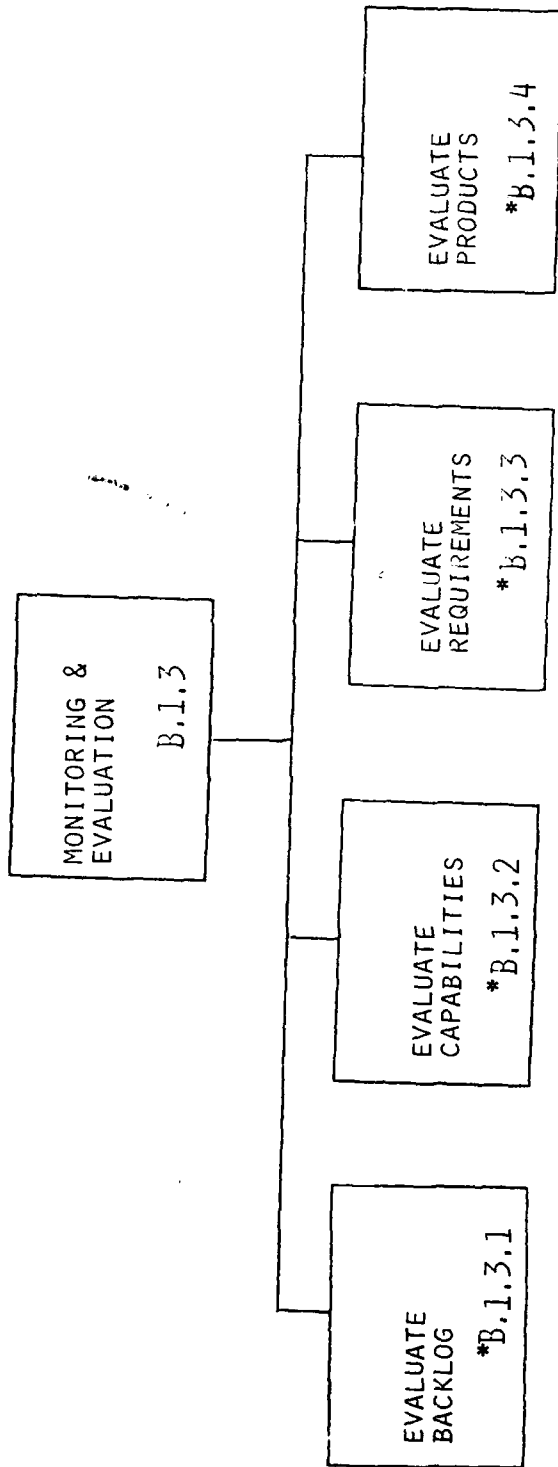 MONITORING &
EVALUATION
B.1.3
EVALUATE
BACKLOG
*B.1.3.1
EVALUATE
CAPABILITIES
*B.1.3.2
EVALUATE
REQUIREMENTS
*B.1.3.3
EVALUATE
PRODUCTS
*B.1.3.4